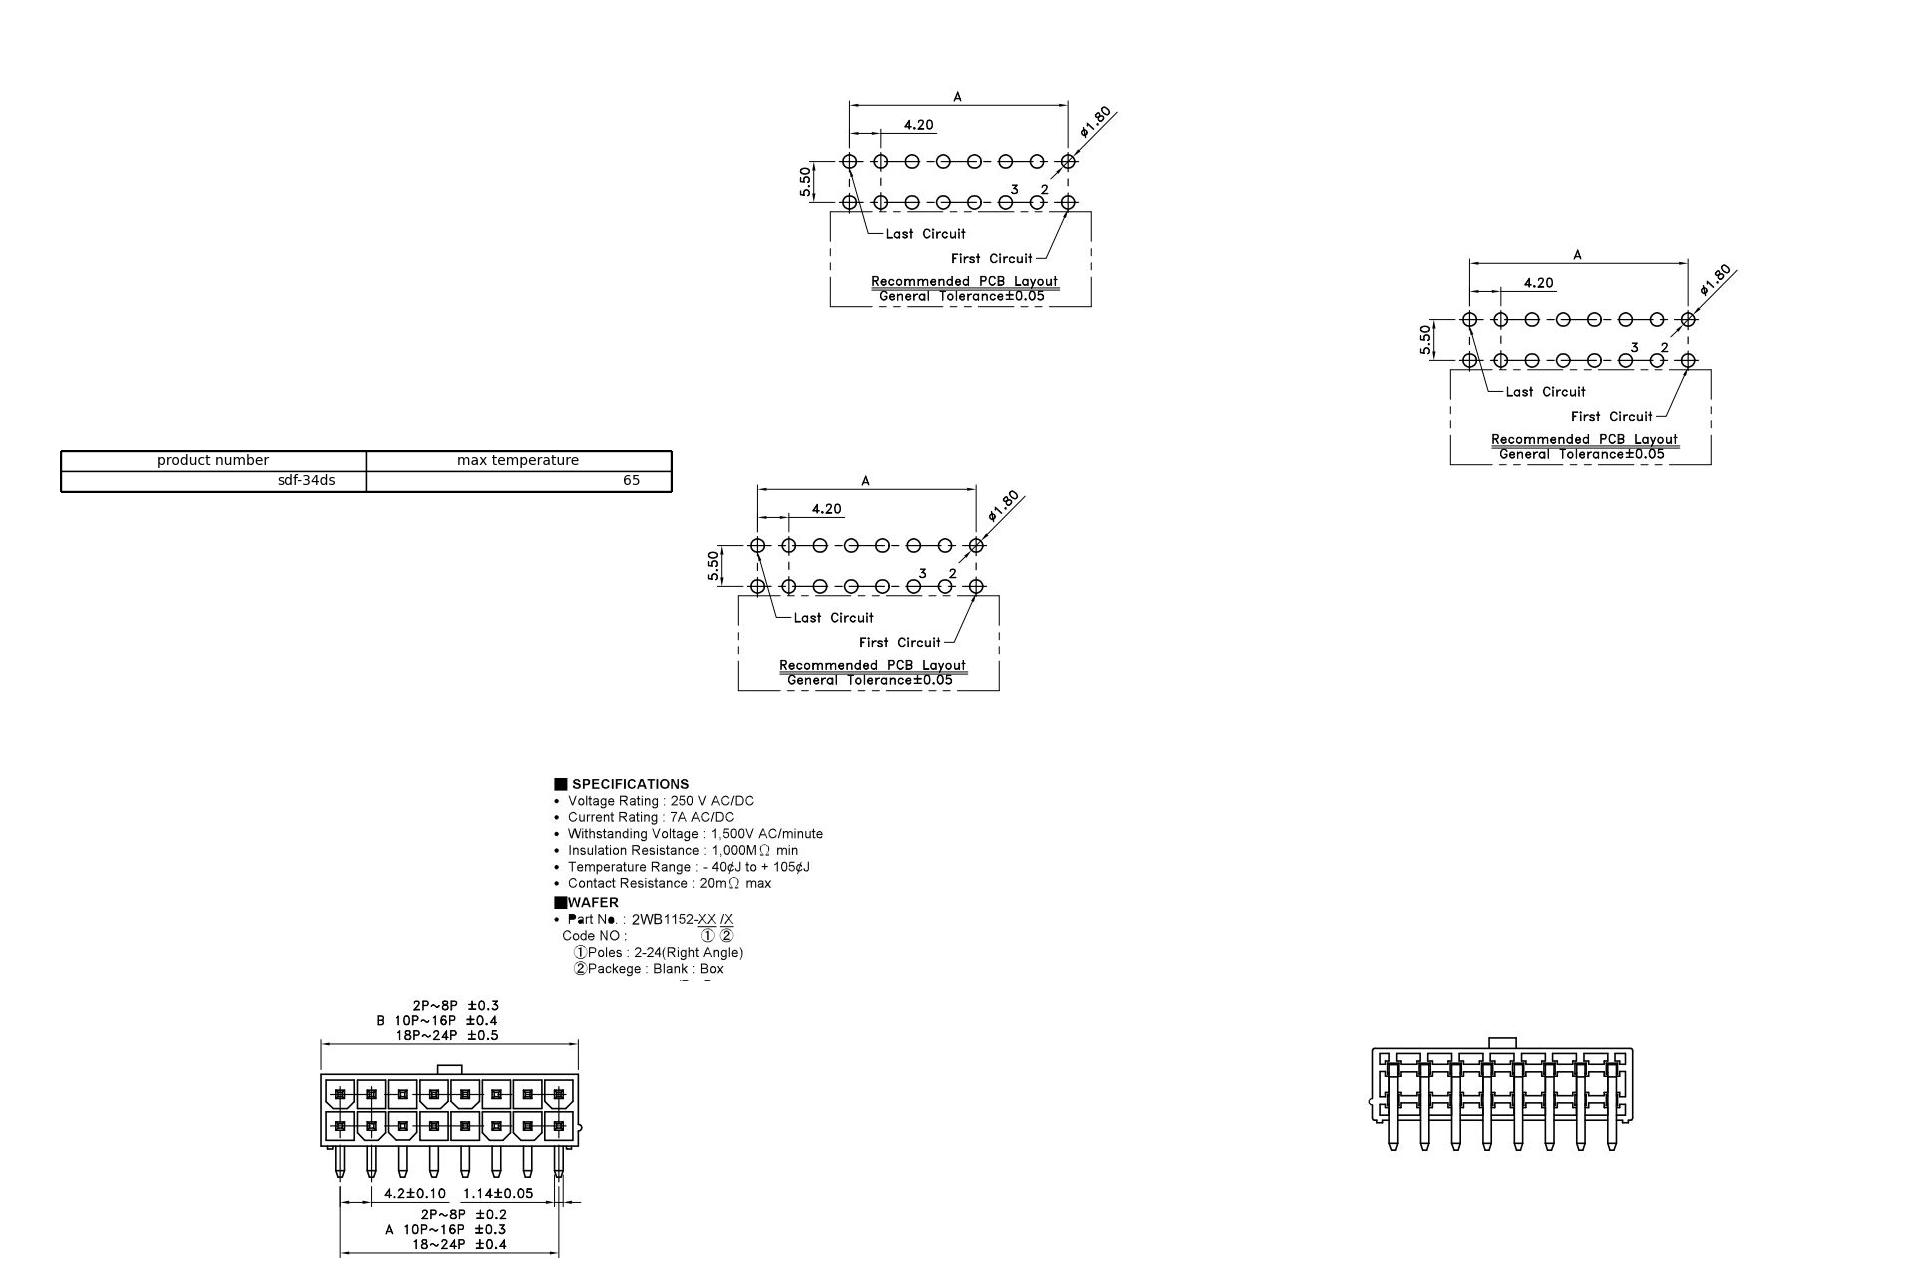 A
4.20
ø1.80
5.50
3 2
Last Circuit
First Circuit
Recommended PCB Layout
General Tolerance±0.05
A
4.20
ø1.80
5.50
3 2
Last Circuit
First Circuit
Recommended PCB Layout
General Tolerance±0.05
product number max temperature
sdf-34ds 65
A
4.20
ø1.80
5.50
3 2
Last Circuit
First Circuit
Recommended PCB Layout
General Tolerance±0.05
■ SPECIFICATIONS
• Voltage Rating : 250 V AC/DC
• Current Rating : 7A AC/DC
• Withstanding Voltage : 1,500V AC/minute
• Insulation Resistance : 1,000MΩ min
• Temperature Range : - 40¢J to + 105¢J
• Contact Resistance : 20mΩ max
■WAFER
• Part No. : 2WB1152-XX /X
Code NO : ① ②
①Poles : 2-24(Right Angle)
②Packege : Blank : Box
2P~8P ±0.3
B 10P~16P ±0.4
18P~24P ±0.5
4.2±0.10 1.14±0.05
2P~8P ±0.2
A 10P~16P ±0.3
18~24P ±0.4